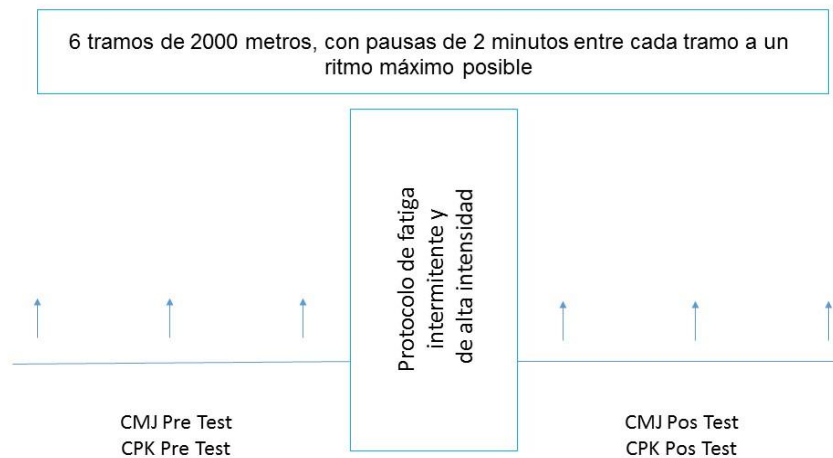 6 tramos de 2000 metros, con pausas de 2 minutos entre cada tramo a un
ritmo máximo posible
Protocolo de fatiga
intermitente y
de alta intensidad
CMJ Pre Test
CPK Pre Test
CMJ Pos Test
CPK Pos Test